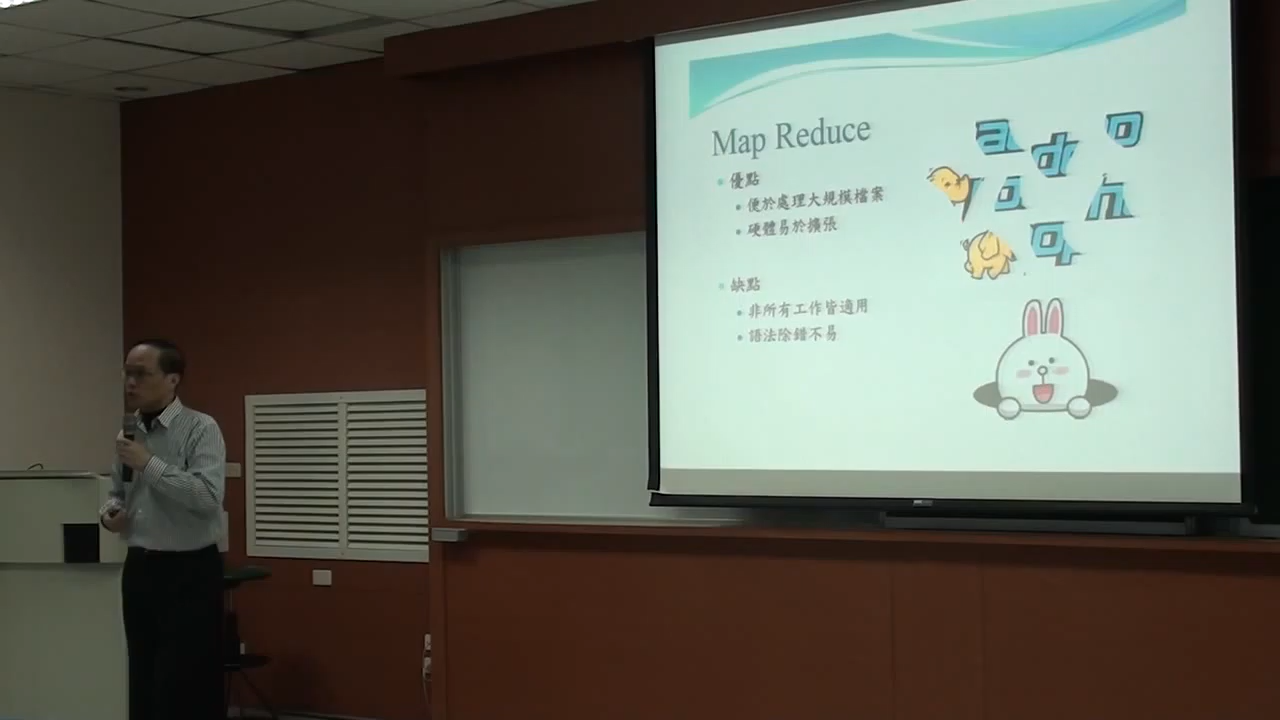 Map Reduce
優點
便於處理大規模檔案
硬體易於擴張
缺點
非所有工作皆適用
語法除錯不易